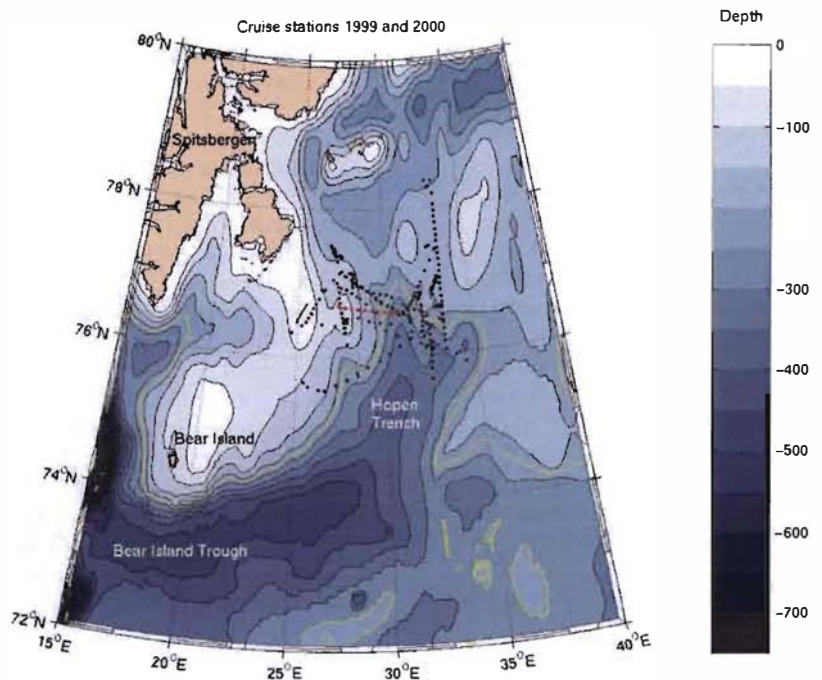 Cruise stations 1999 and 2000
Depth
80°N
78°N
76°N
74°N
72°N
15°E
20°E
25°E
30°E
35°E
40°E
Spitsbergen
Bear Island
Hopen
Trench
Bear Island Trough
0
-100
-300
-400
-500
-600
-700